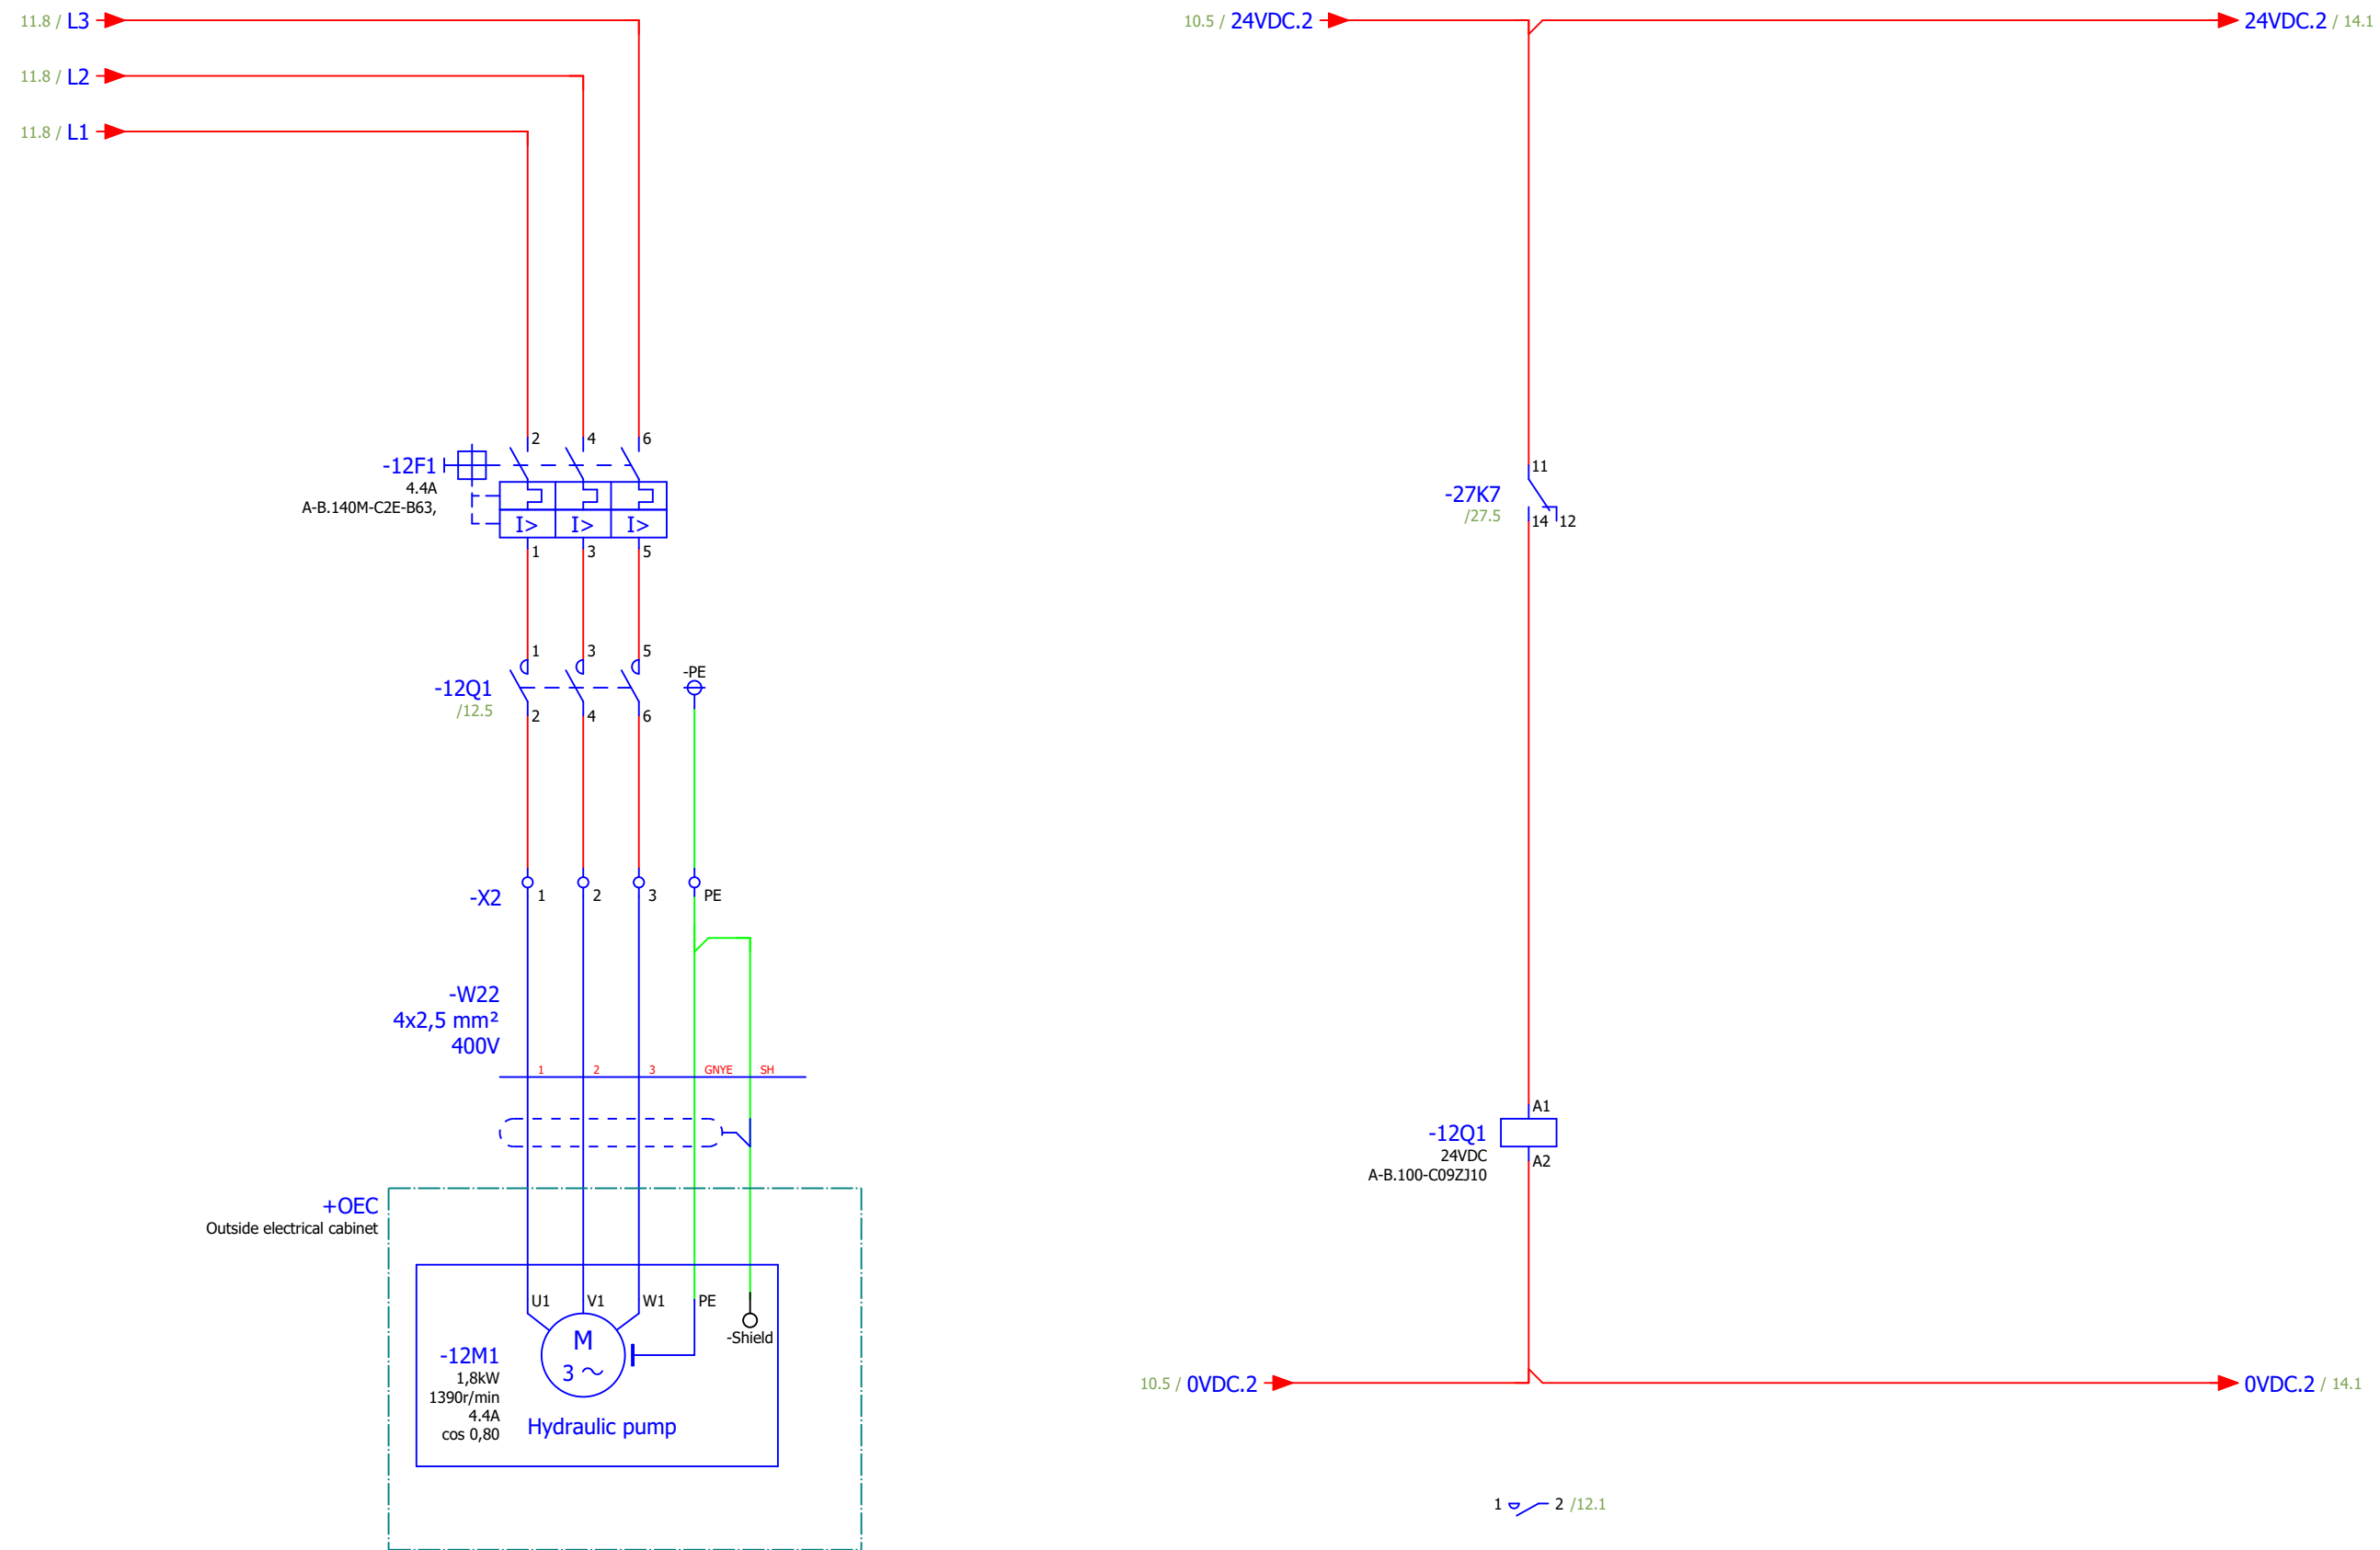 11.8 / L3
11.8 / L2
11.8 / L1
10.5 / 24VDC.2
24VDC.2 / 14.1
2 4 6
-12F1
4.4A
A-B.140M-C2E-B63,
I> I> I>
1 3 5
11
-27K7
/27.5
14 12
1 3 5
-12Q1
/12.5
2 4 6
-PE
-X2
1 2 3 PE
-W22
4x2,5 mm²
400V
1 2 3 GNYE SH
A1
-12Q1
24VDC
A-B.100-C09ZJ10
A2
+OEC
Outside electrical cabinet
U1 V1 W1 PE
-Shield
M
3 ~
-12M1
1,8kW
1390r/min
4.4A
cos 0,80
Hydraulic pump
10.5 / 0VDC.2
0VDC.2 / 14.1
1 2 /12.1